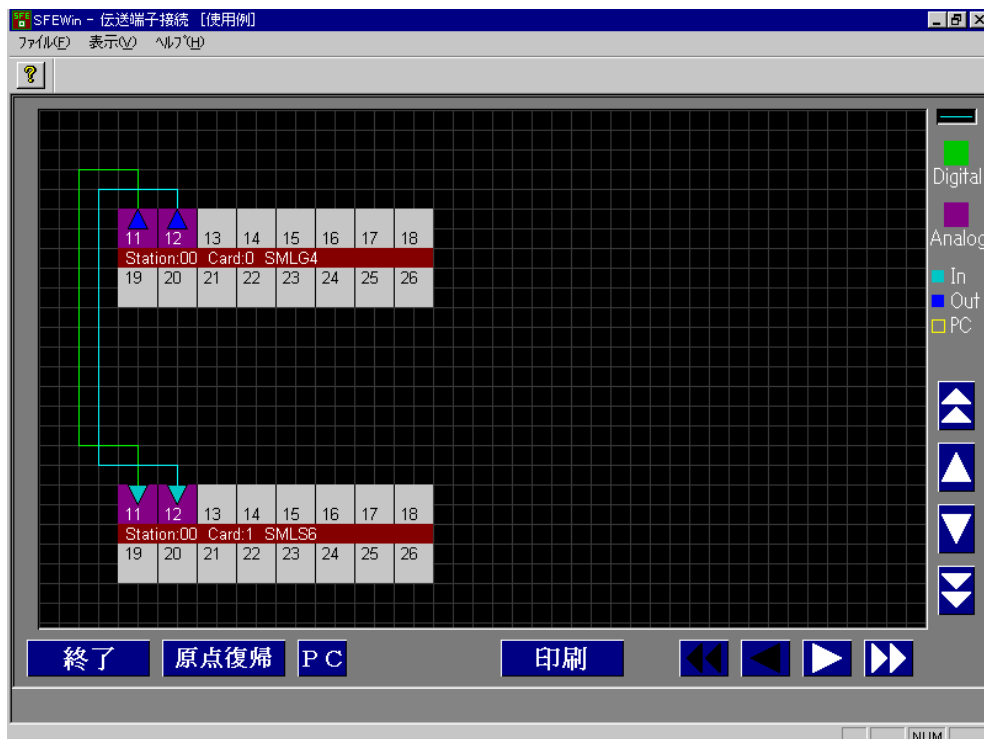 SFEWin - 伝送端子接続 [使用例]
ファイル(F) 表示(V) ヘルプ(H)
Digital
Analog
In
Out
PC
11 12 13 14 15 16 17 18
Station:00 Card:0 SMLG4
19 20 21 22 23 24 25 26
11 12 13 14 15 16 17 18
Station:00 Card:1 SMLS6
19 20 21 22 23 24 25 26
終了 原点復帰 PC 印刷
NUM